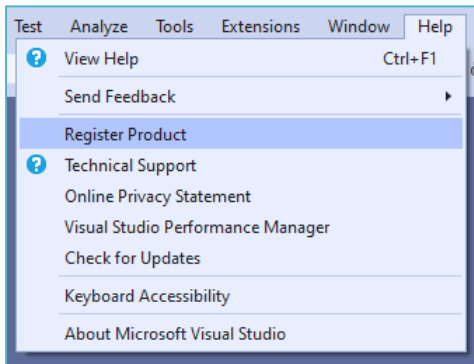 Test Analyze Tools Extensions Window Help
View Help Ctrl+F1
Send Feedback
Register Product
Technical Support
Online Privacy Statement
Visual Studio Performance Manager
Check for Updates
Keyboard Accessibility
About Microsoft Visual Studio